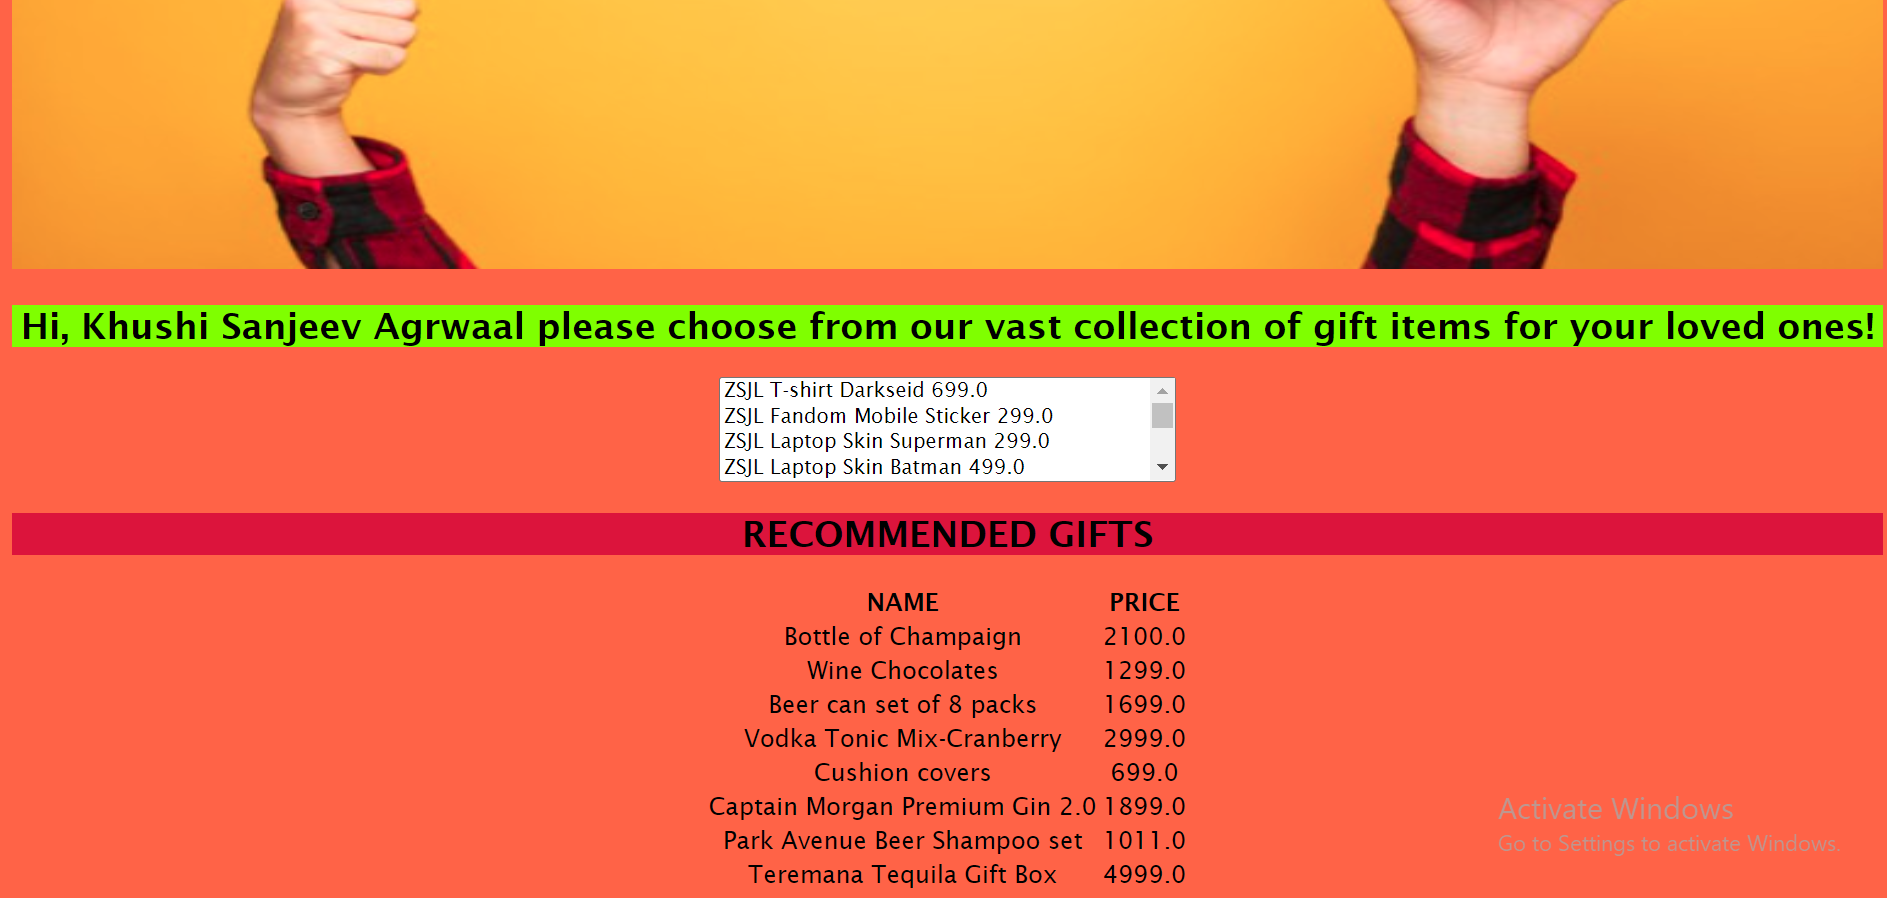 Hi, Khushi Sanjeev Agrwaal please choose from our vast collection of gift items for your loved ones!
ZSJL T-shirt Darkseid 699.0
ZSJL Fandom Mobile Sticker 299.0
ZSJL Laptop Skin Superman 299.0
ZSJL Laptop Skin Batman 499.0
RECOMMENDED GIFTS
NAME PRICE
Bottle of Champaign 2100.0
Wine Chocolates 1299.0
Beer can set of 8 packs 1699.0
Vodka Tonic Mix-Cranberry 2999.0
Cushion covers 699.0
Captain Morgan Premium Gin 2.0 1899.0
Park Avenue Beer Shampoo set 1011.0
Teremana Tequila Gift Box 4999.0
Activate Windows
Go to Settings to activate Windows.